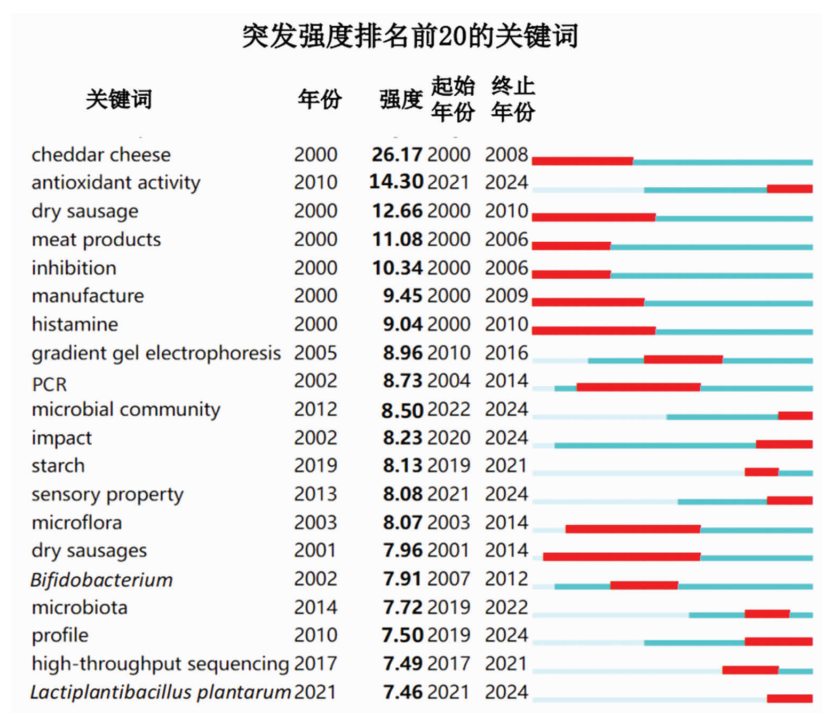 突发强度排名前20的关键词
关键词 年份 强度 起始年份 终止年份
cheddar cheese 2000 26.17 2000 2008
antioxidant activity 2010 14.30 2021 2024
dry sausage 2000 12.66 2000 2010
meat products 2000 11.08 2000 2006
inhibition 2000 10.34 2000 2006
manufacture 2000 9.45 2000 2009
histamine 2000 9.04 2000 2010
gradient gel electrophoresis 2005 8.96 2010 2016
PCR 2002 8.73 2004 2014
microbial community 2012 8.50 2022 2024
impact 2002 8.23 2020 2024
starch 2019 8.13 2019 2021
sensory property 2013 8.08 2021 2024
microflora 2003 8.07 2003 2014
dry sausages 2001 7.96 2001 2014
Bifidobacterium 2002 7.91 2007 2012
microbiota 2014 7.72 2019 2022
profile 2010 7.50 2019 2024
high-throughput sequencing 2017 7.49 2017 2021
Lactiplantibacillus plantarum 2021 7.46 2021 2024